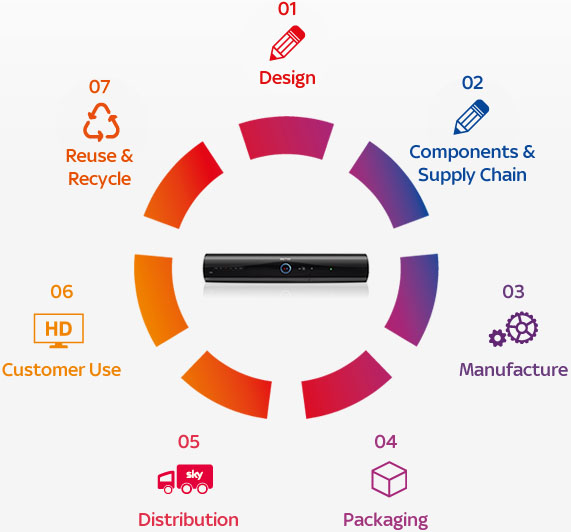 01
Design
02
Components &
Supply Chain
03
Manufacture
04
Packaging
05
sky
Distribution
06
HD
Customer Use
07
Reuse &
Recycle